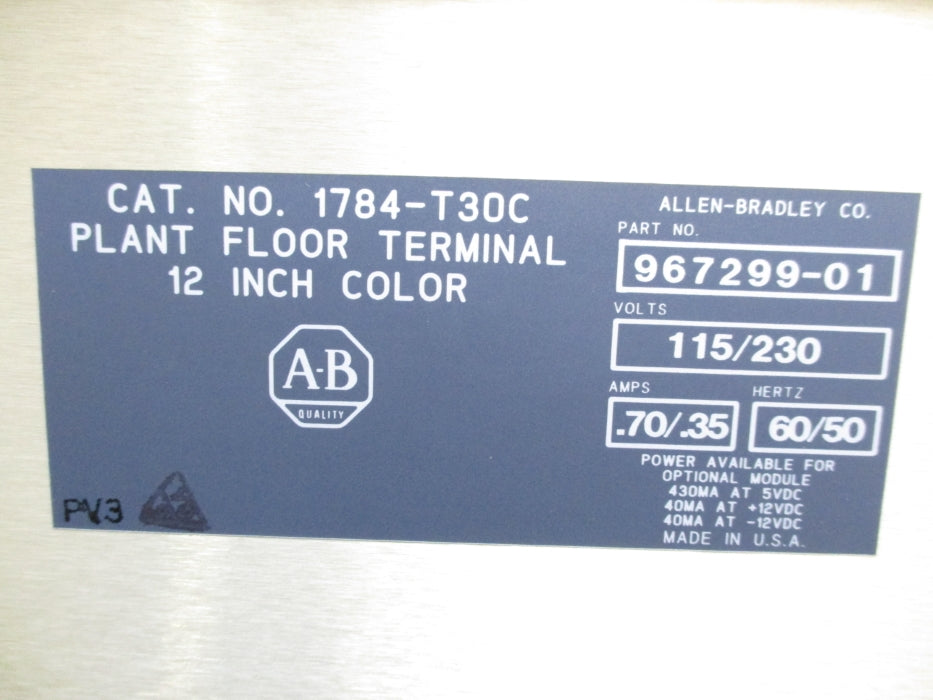 CAT. NO. 1784-T30C
PLANT FLOOR TERMINAL
12 INCH COLOR
A-B
QUALITY
PV3
ALLEN-BRADLEY CO.
PART NO.
967299-01
VOLTS
115/230
AMPS HERTZ
.70/.35 60/50
POWER AVAILABLE FOR
OPTIONAL MODULE
430MA AT 5VDC
40MA AT +12VDC
40MA AT -12VDC
MADE IN U.S.A.